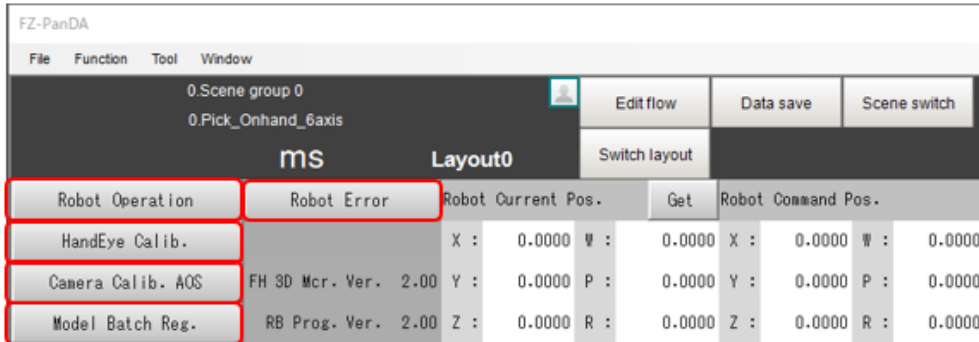 FZ-PanDA
File Function Tool Window
0.Scene group 0
0.Pick_Onhand_6axis
Edit flow Data save Scene switch
ms Layout0 Switch layout
Robot Operation Robot Error Robot Current Pos. Get Robot Command Pos.
HandEye Calib. X : 0.0000 W : 0.0000 X : 0.0000 W : 0.0000
Camera Calib. AOS FH 3D Mcr. Ver. 2.00 Y : 0.0000 P : 0.0000 Y : 0.0000 P : 0.0000
Model Batch Reg. RB Prog. Ver. 2.00 Z : 0.0000 R : 0.0000 Z : 0.0000 R : 0.0000